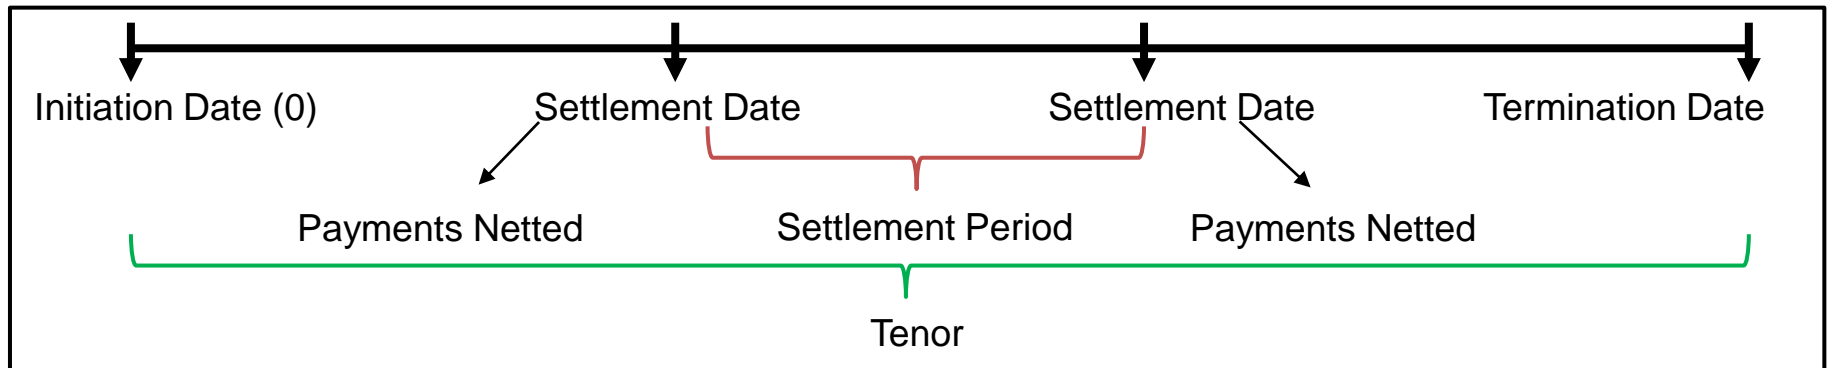 Initiation Date (0) Settlement Date Settlement Date Termination Date
Payments Netted Settlement Period Payments Netted
Tenor